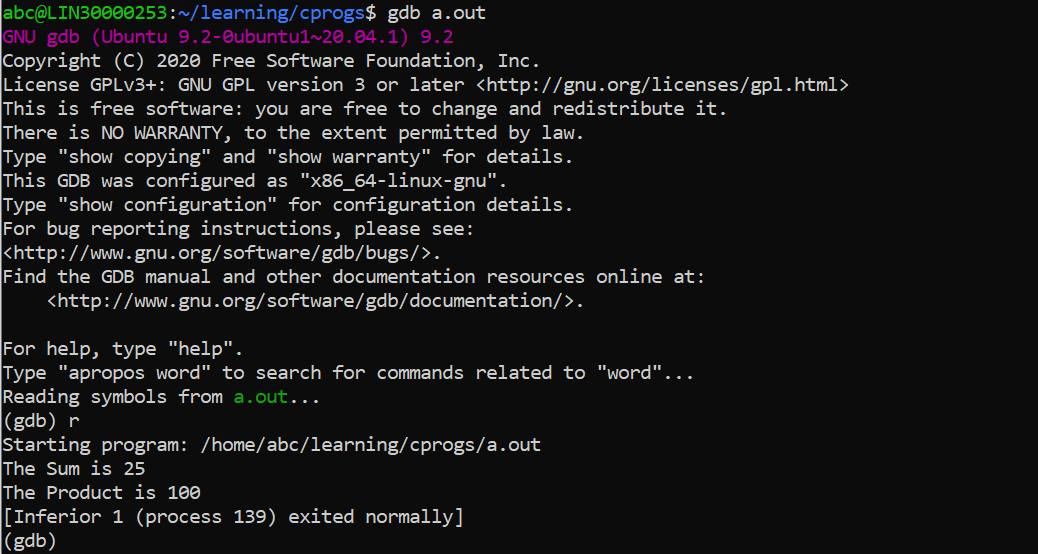 abc@LIN30000253:~/learning/cprogs$ gdb a.out
GNU gdb (Ubuntu 9.2-0ubuntu1~20.04.1) 9.2
Copyright (C) 2020 Free Software Foundation, Inc.
License GPLv3+: GNU GPL version 3 or later <http://gnu.org/licenses/gpl.html>
This is free software: you are free to change and redistribute it.
There is NO WARRANTY, to the extent permitted by law.
Type "show copying" and "show warranty" for details.
This GDB was configured as "x86_64-linux-gnu".
Type "show configuration" for configuration details.
For bug reporting instructions, please see:
<http://www.gnu.org/software/gdb/bugs/>.
Find the GDB manual and other documentation resources online at:
    <http://www.gnu.org/software/gdb/documentation/>.

For help, type "help".
Type "apropos word" to search for commands related to "word"...
Reading symbols from a.out...
(gdb) r
Starting program: /home/abc/learning/cprogs/a.out
The Sum is 25
The Product is 100
[Inferior 1 (process 139) exited normally]
(gdb)